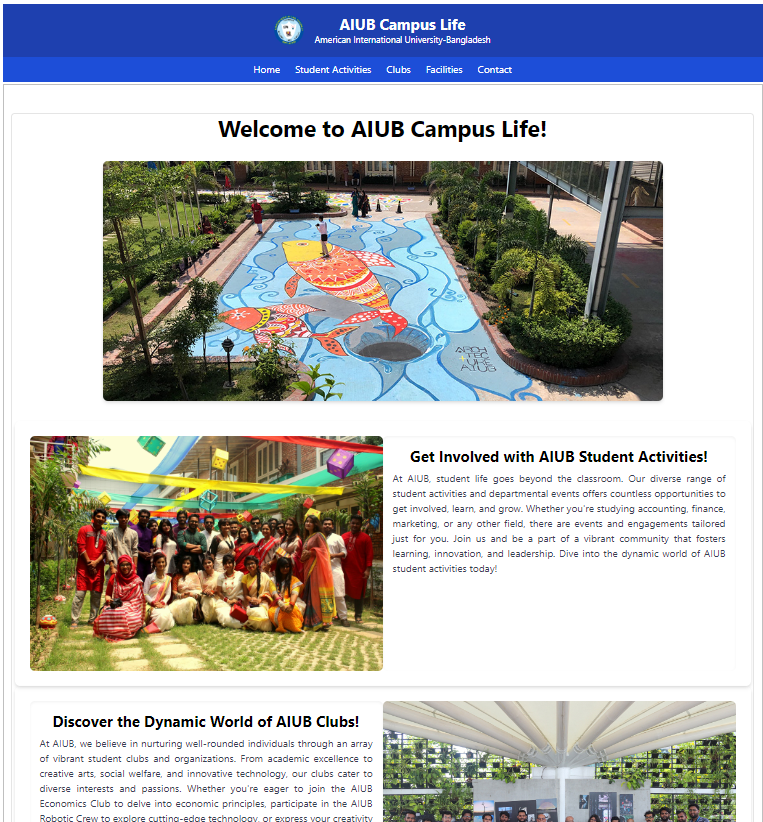 AIUB Campus Life
American International University-Bangladesh
Home Student Activities Clubs Facilities Contact
Welcome to AIUB Campus Life!
ARCH
TEC
URE
AIUB
Get Involved with AIUB Student Activities!
At AIUB, student life goes beyond the classroom. Our diverse range of
student activities and departmental events offers countless opportunities to
get involved, learn, and grow. Whether you're studying accounting, finance,
marketing, or any other field, there are events and engagements tailored
just for you. Join us and be a part of a vibrant community that fosters
learning, innovation, and leadership. Dive into the dynamic world of AIUB
student activities today!
Discover the Dynamic World of AIUB Clubs!
At AIUB, we believe in nurturing well-rounded individuals through an array
of vibrant student clubs and organizations. From academic excellence to
creative arts, social welfare, and innovative technology, our clubs cater to
diverse interests and passions. Whether you're eager to join the AIUB
Economics Club to delve into economic principles, participate in the AIUB
Robotic Crew to explore cutting-edge technology, or express your creativity